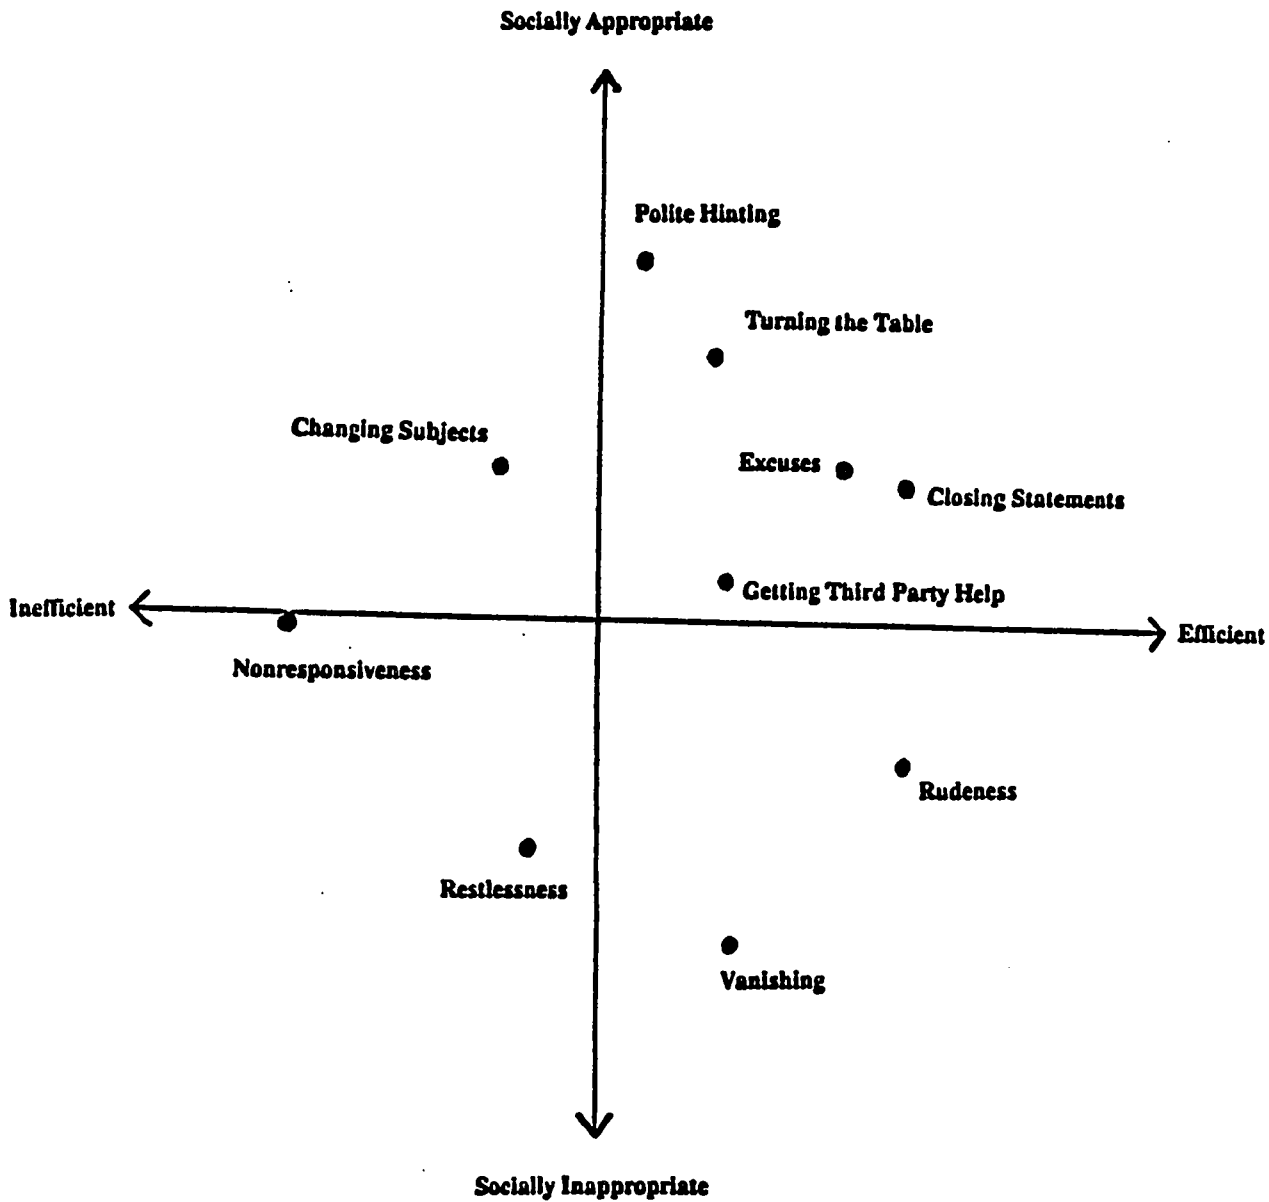 Socially Appropriate
Polite Hinting
Turning the Table
Changing Subjects
Excuses
Closing Statements
Getting Third Party Help
Inefficient
Efficient
Nonresponsiveness
Rudeness
Restlessness
Vanishing
Socially Inappropriate